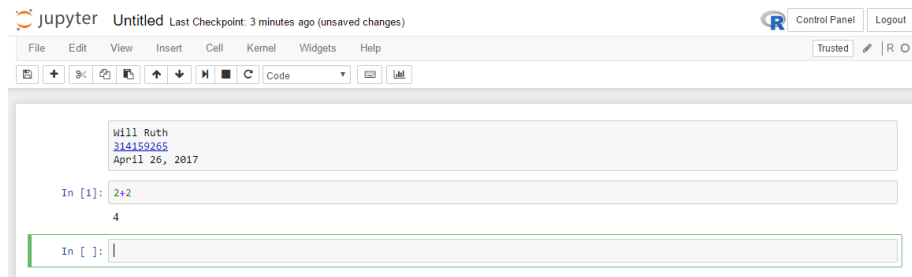 jupyter Untitled Last Checkpoint: 3 minutes ago (unsaved changes) R Control Panel Logout
File Edit View Insert Cell Kernel Widgets Help Trusted R
Code
Will Ruth
314159265
April 26, 2017
In [1]: 2+2
4
In [ ]: